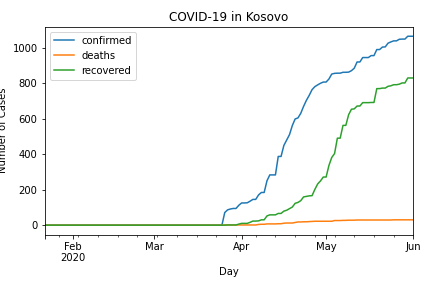 COVID-19 in Kosovo
confirmed
deaths
recovered
1000
800
600
400
200
0
Number of Cases
Feb
2020
Mar
Apr
May
Jun
Day